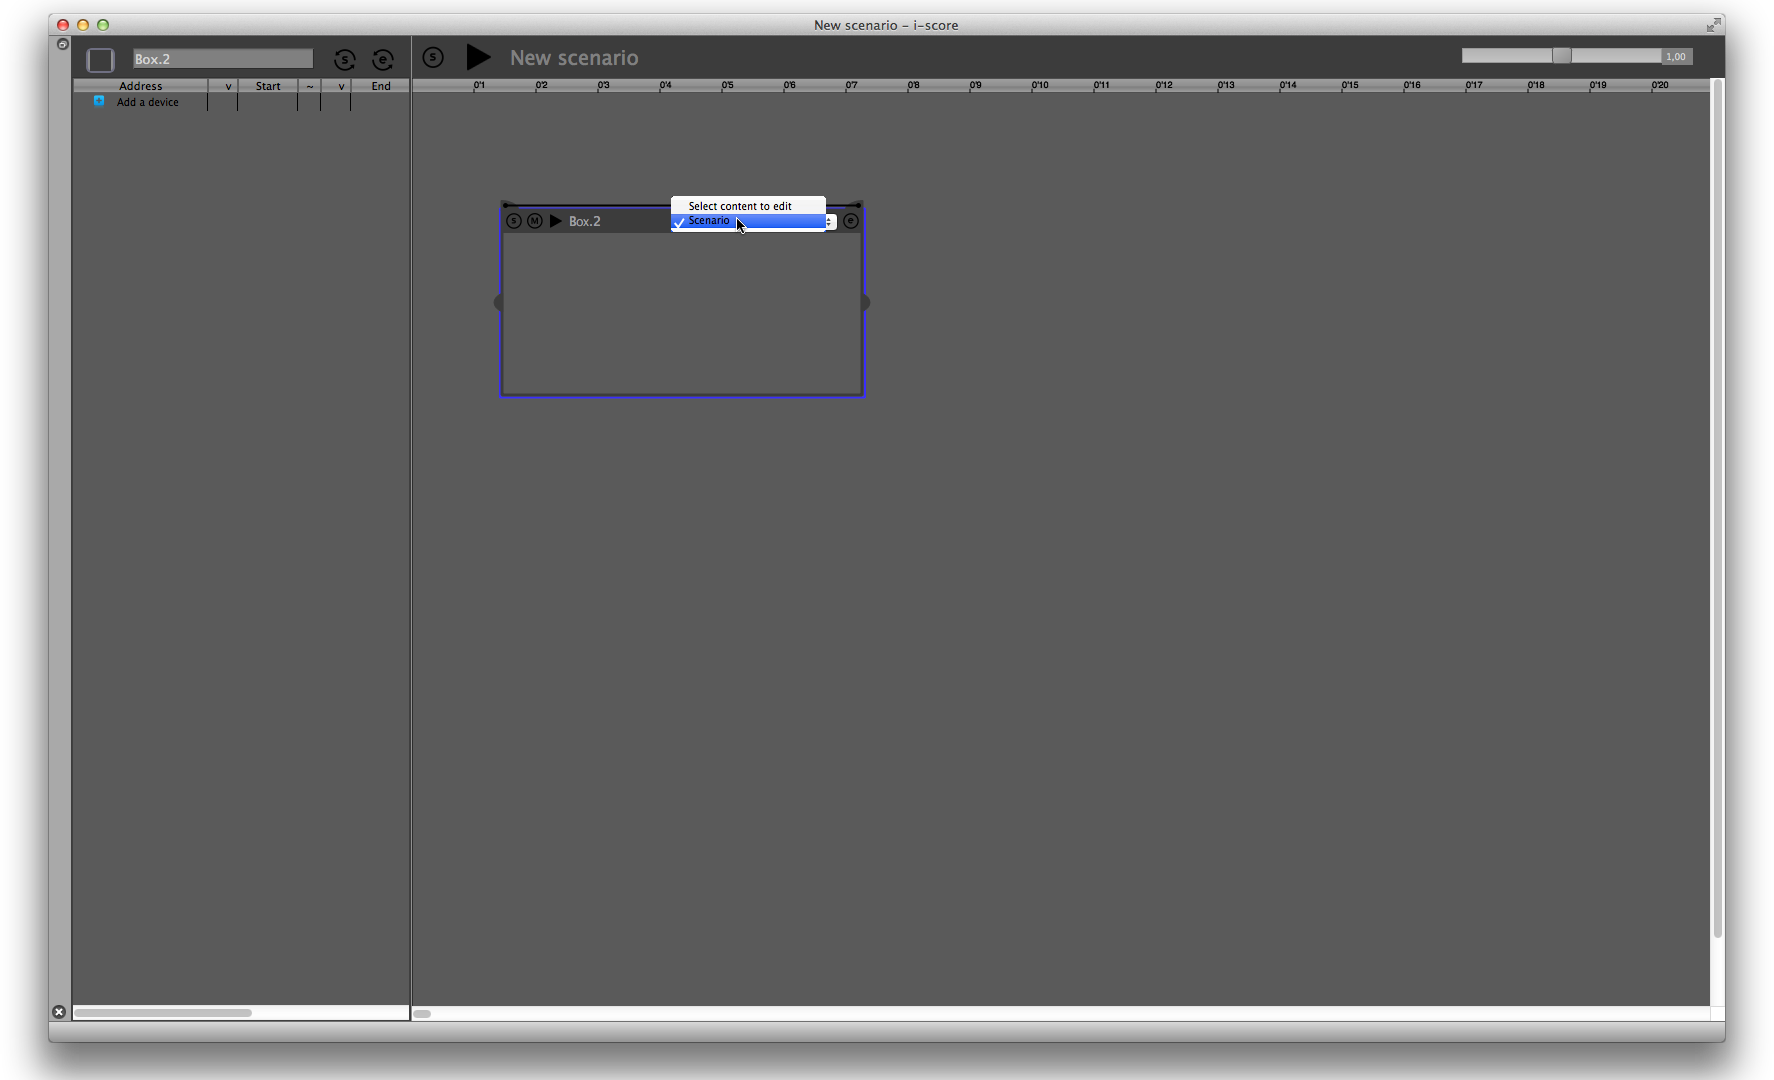 New scenario – i-score
Box.2 s e s New scenario 1,00
Address v Start ~ v End
0'1 0'2 0'3 0'4 0'5 0'6 0'7 0'8 0'9 0'10 0'11 0'12 0'13 0'14 0'15 0'16 0'17 0'18 0'19 0'20
Add a device
Select content to edit
s M Box.2 Scenario e